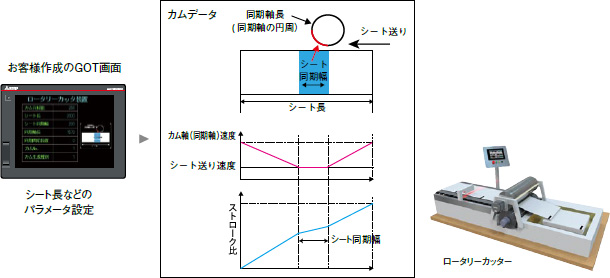 お客様作成のGOT画面
ロータリーカッタ装置
シート長などの
パラメータ設定
カムデータ
同期軸長
(同期軸の円周)
シート送り
シート
同期幅
シート長
カム軸(同期軸)速度
シート送り速度
ストローク比
シート同期幅
ロータリーカッター